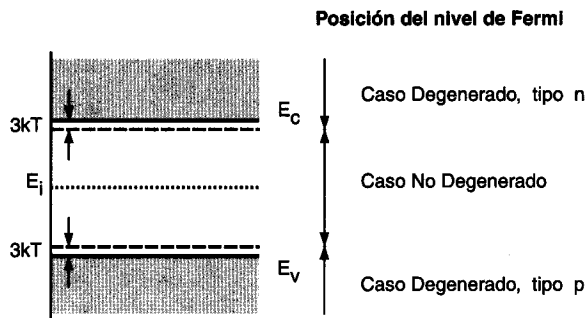 Posición del nivel de Fermi
E_C
Caso Degenerado, tipo n
3kT
E_i
Caso No Degenerado
3kT
E_V
Caso Degenerado, tipo p